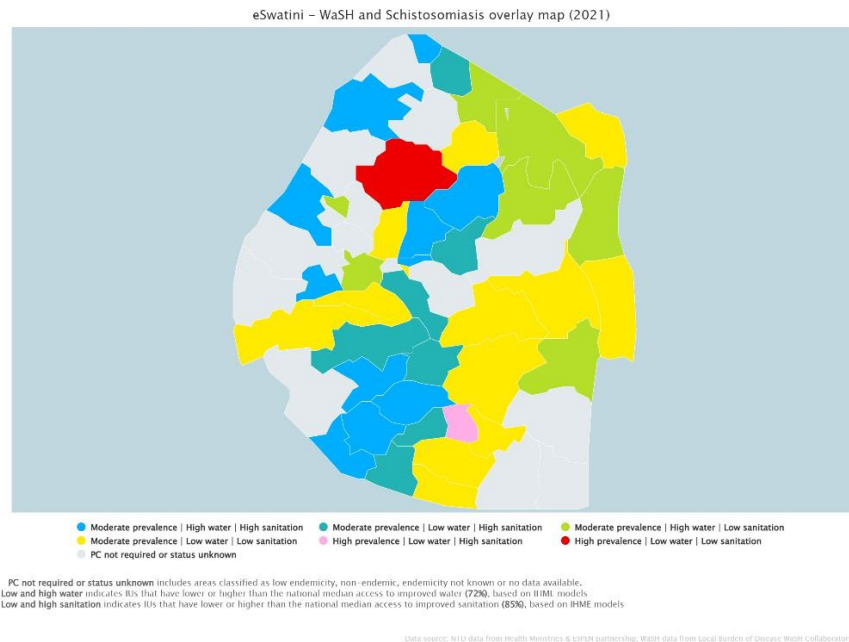 eSwatini – WaSH and Schistosomiasis overlay map (2021)
Moderate prevalence | High water | High sanitation
Moderate prevalence | Low water | High sanitation
Moderate prevalence | High water | Low sanitation
Moderate prevalence | Low water | Low sanitation
High prevalence | Low water | High sanitation
High prevalence | Low water | Low sanitation
PC not required or status unknown
PC not required or status unknown includes areas classified as low endemicity, non-endemic, endemicity not known or no data available.
Low and high water indicates IUs that have lower or higher than the national median access to improved water (72%), based on IHME models
Low and high sanitation indicates IUs that have lower or higher than the national median access to improved sanitation (85%), based on IHME models
Data source: NTD data from Health Ministries & ESPEN partnership, WaSH data from Local Burden of Disease WaSH Collaborator